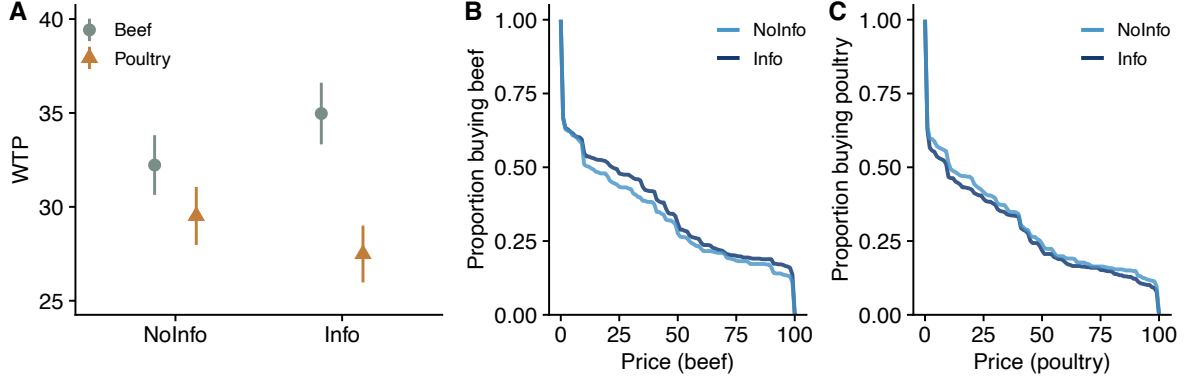 A
Beef
Poultry
WTP
40
35
30
25
NoInfo
Info
B
NoInfo
Info
Proportion buying beef
1.00
0.75
0.50
0.25
0.00
0
25
50
75
100
Price (beef)
C
NoInfo
Info
Proportion buying poultry
1.00
0.75
0.50
0.25
0.00
0
25
50
75
100
Price (poultry)